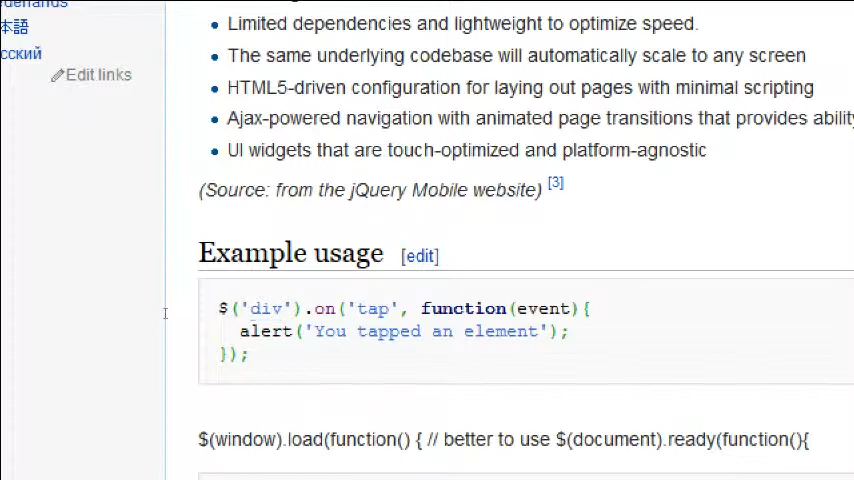 本語
сский
Edit links
Limited dependencies and lightweight to optimize speed.
The same underlying codebase will automatically scale to any screen
HTML5-driven configuration for laying out pages with minimal scripting
Ajax-powered navigation with animated page transitions that provides ability
UI widgets that are touch-optimized and platform-agnostic
(Source: from the jQuery Mobile website) [3]
Example usage [edit]
$('div').on('tap', function(event){
alert('You tapped an element');
});
$(window).load(function() { // better to use $(document).ready(function(){